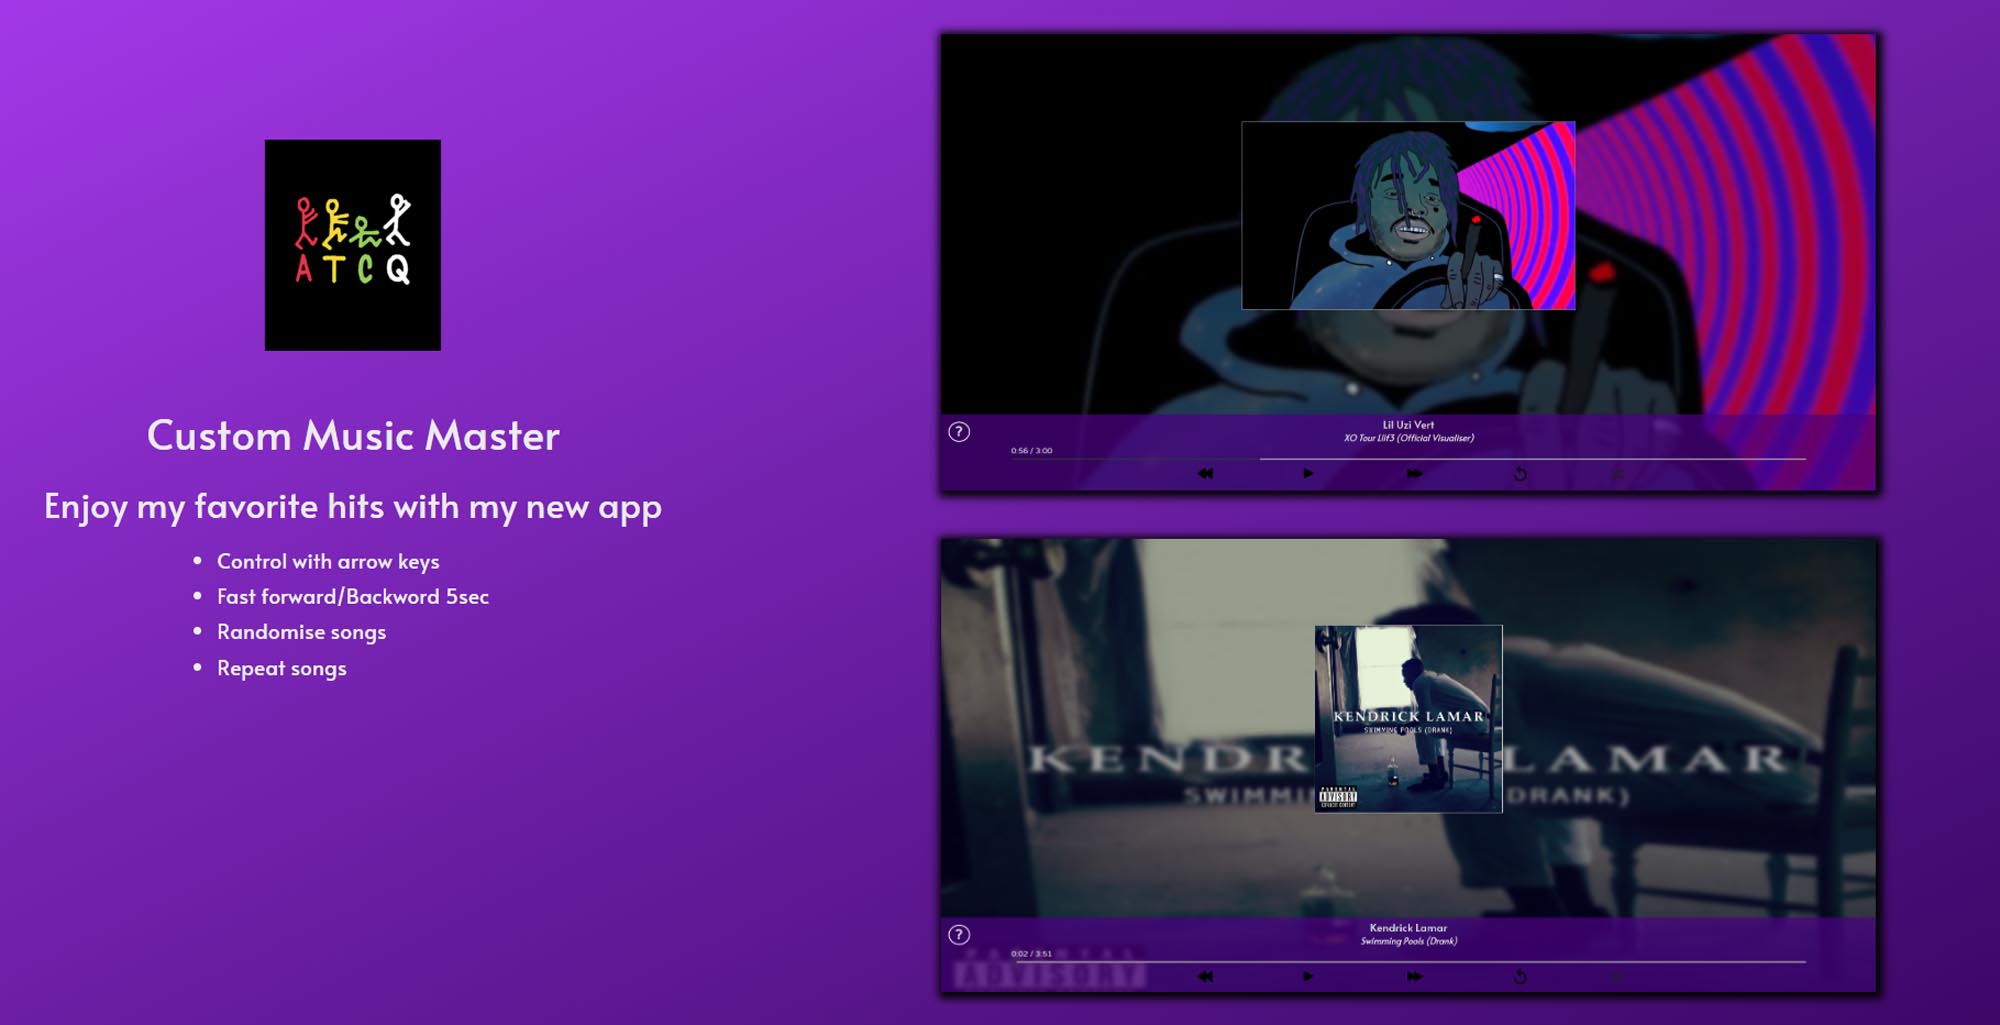 A T C Q
Custom Music Master
Enjoy my favorite hits with my new app
Control with arrow keys
Fast forward/Backword 5sec
Randomise songs
Repeat songs
?
Lil Uzi Vert
XO Tour Llif3 (Official Visualiser)
0:56 / 3:00
KENDR LAMAR
SWIMMIN DRANK)
KENDRICK LAMAR
SWIMMING POOLS (DRANK)
PARENTAL
ADVISORY
EXPLICIT CONTENT
?
Kendrick Lamar
Swimming Pools (Drank)
0:02 / 3:51
ADVISORY